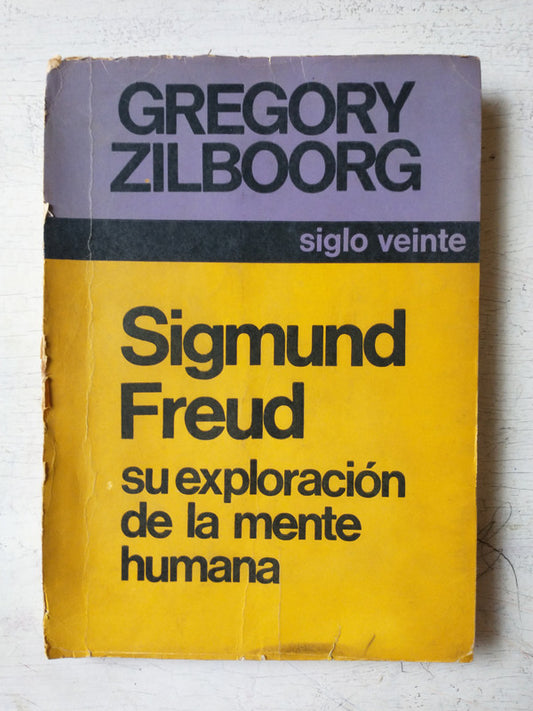 GREGORY
ZILBOORG
siglo veinte
Sigmund
Freud
su exploración
de la mente
humana